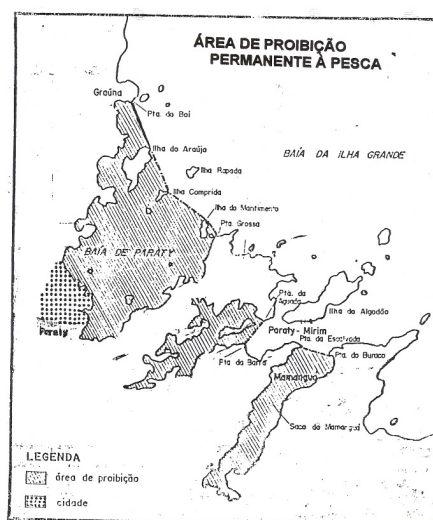 ÁREA DE PROIBIÇÃO
PERMANENTE À PESCA
Graúna
Pta. do Boi
Ilha do Araújo
BAÍA DA ILHA GRANDE
Ilha Rapada
Ilha Comprida
Ilha do Mantimento
Pta. Grossa
BAÍA DE PARATY
Pta. da
Aguada
Ilha do Algodão
Paraty
Paraty-Mirim
Pta. da Escalvada
Pta. da Barra
Pta. do Buraco
Mamanguá
Saco do Mamanguá
LEGENDA
área de proibição
cidade